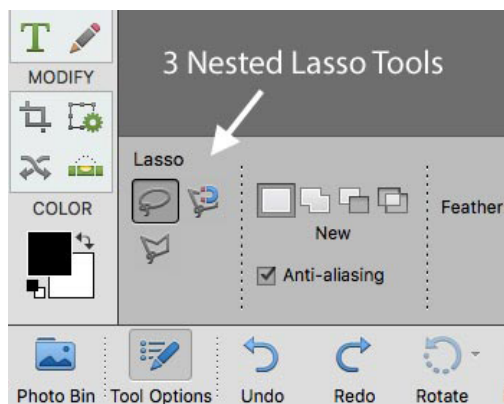 T
MODIFY
COLOR
3 Nested Lasso Tools
Lasso
New
Anti-aliasing
Feather
Photo Bin
Tool Options
Undo
Redo
Rotate